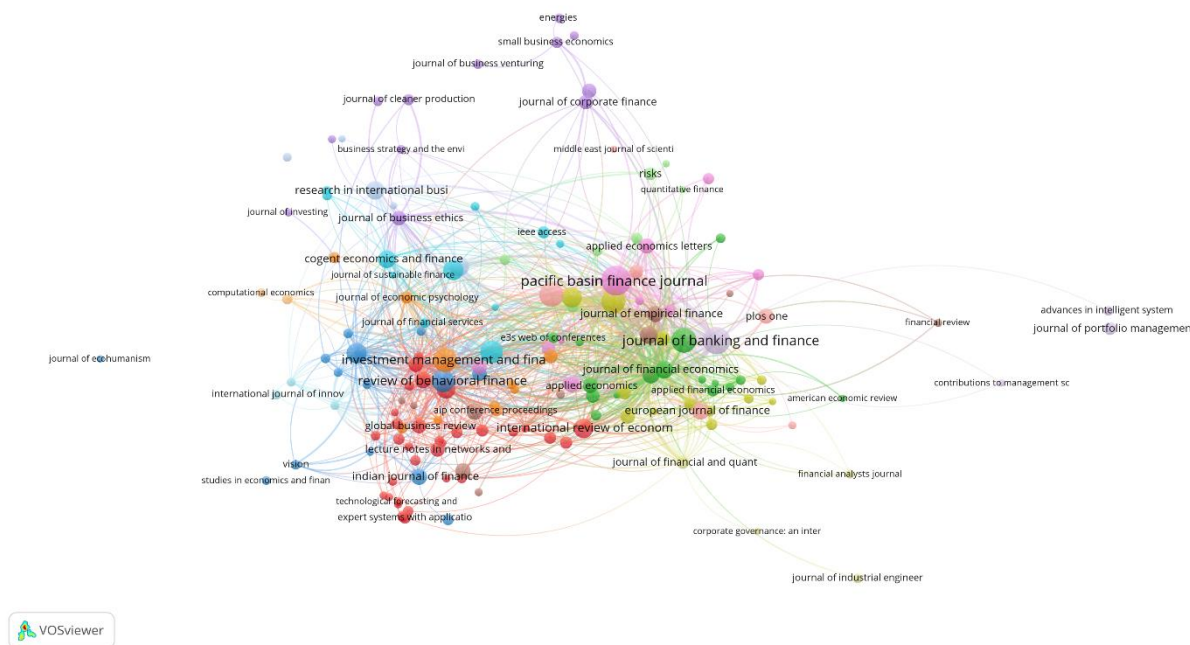 energies
small business economics
journal of business venturing
journal of cleaner production
journal of corporate finance
business strategy and the envi
middle east journal of scienti
risks
quantitative finance
research in international busi
journal of investing
journal of business ethics
ieee access
applied economics letters
cogent economics and finance
journal of sustainable finance
pacific basin finance journal
computational economics
journal of economic psychology
advances in intelligent system
journal of empirical finance
plos one
journal of financial services
financial review
journal of portfolio managemen
e3s web of conferences
journal of banking and finance
journal of ecohumanism
investment management and fina
journal of financial economics
review of behavioral finance
contributions to management sc
applied economics
applied financial economics
international journal of innov
american economic review
aip conference proceedings
european journal of finance
global business review
international review of econom
lecture notes in networks and
vision
journal of financial and quant
indian journal of finance
financial analysts journal
studies in economics and finan
technological forecasting and
expert systems with applicatio
corporate governance: an inter
journal of industrial engineer
VOSviewer